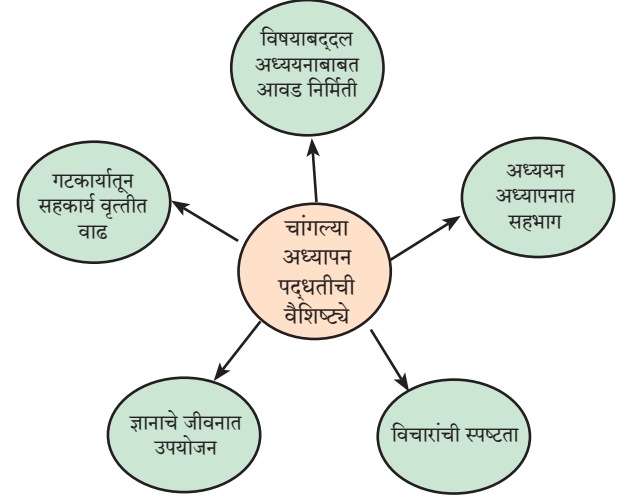 विषयाबद्दल
अध्ययनाबाबत
आवड निर्मिती
गटकार्यातून
सहकार्य वृत्तीत
वाढ
अध्ययन
अध्यापनात
सहभाग
चांगल्या
अध्यापन
पद्धतीची
वैशिष्ट्ये
ज्ञानाचे जीवनात
उपयोजन
विचारांची स्पष्टता